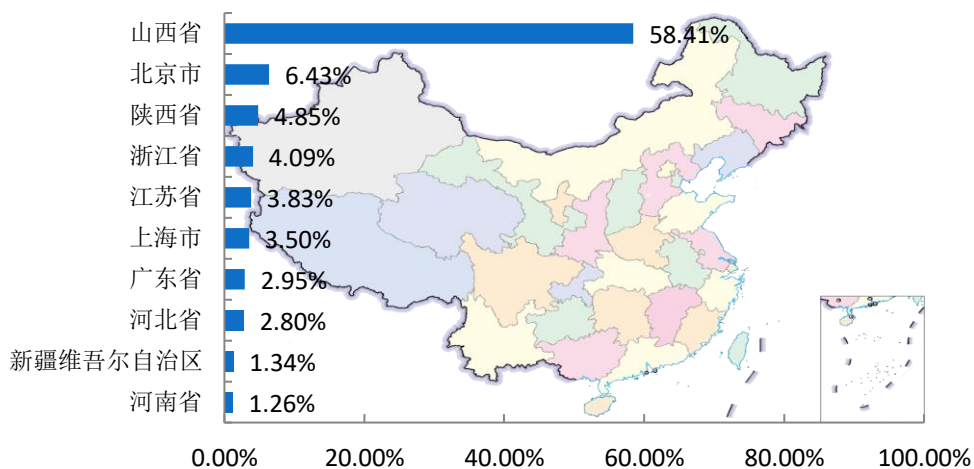 山西省 58.41%
北京市 6.43%
陕西省 4.85%
浙江省 4.09%
江苏省 3.83%
上海市 3.50%
广东省 2.95%
河北省 2.80%
新疆维吾尔自治区 1.34%
河南省 1.26%
0.00% 20.00% 40.00% 60.00% 80.00% 100.00%